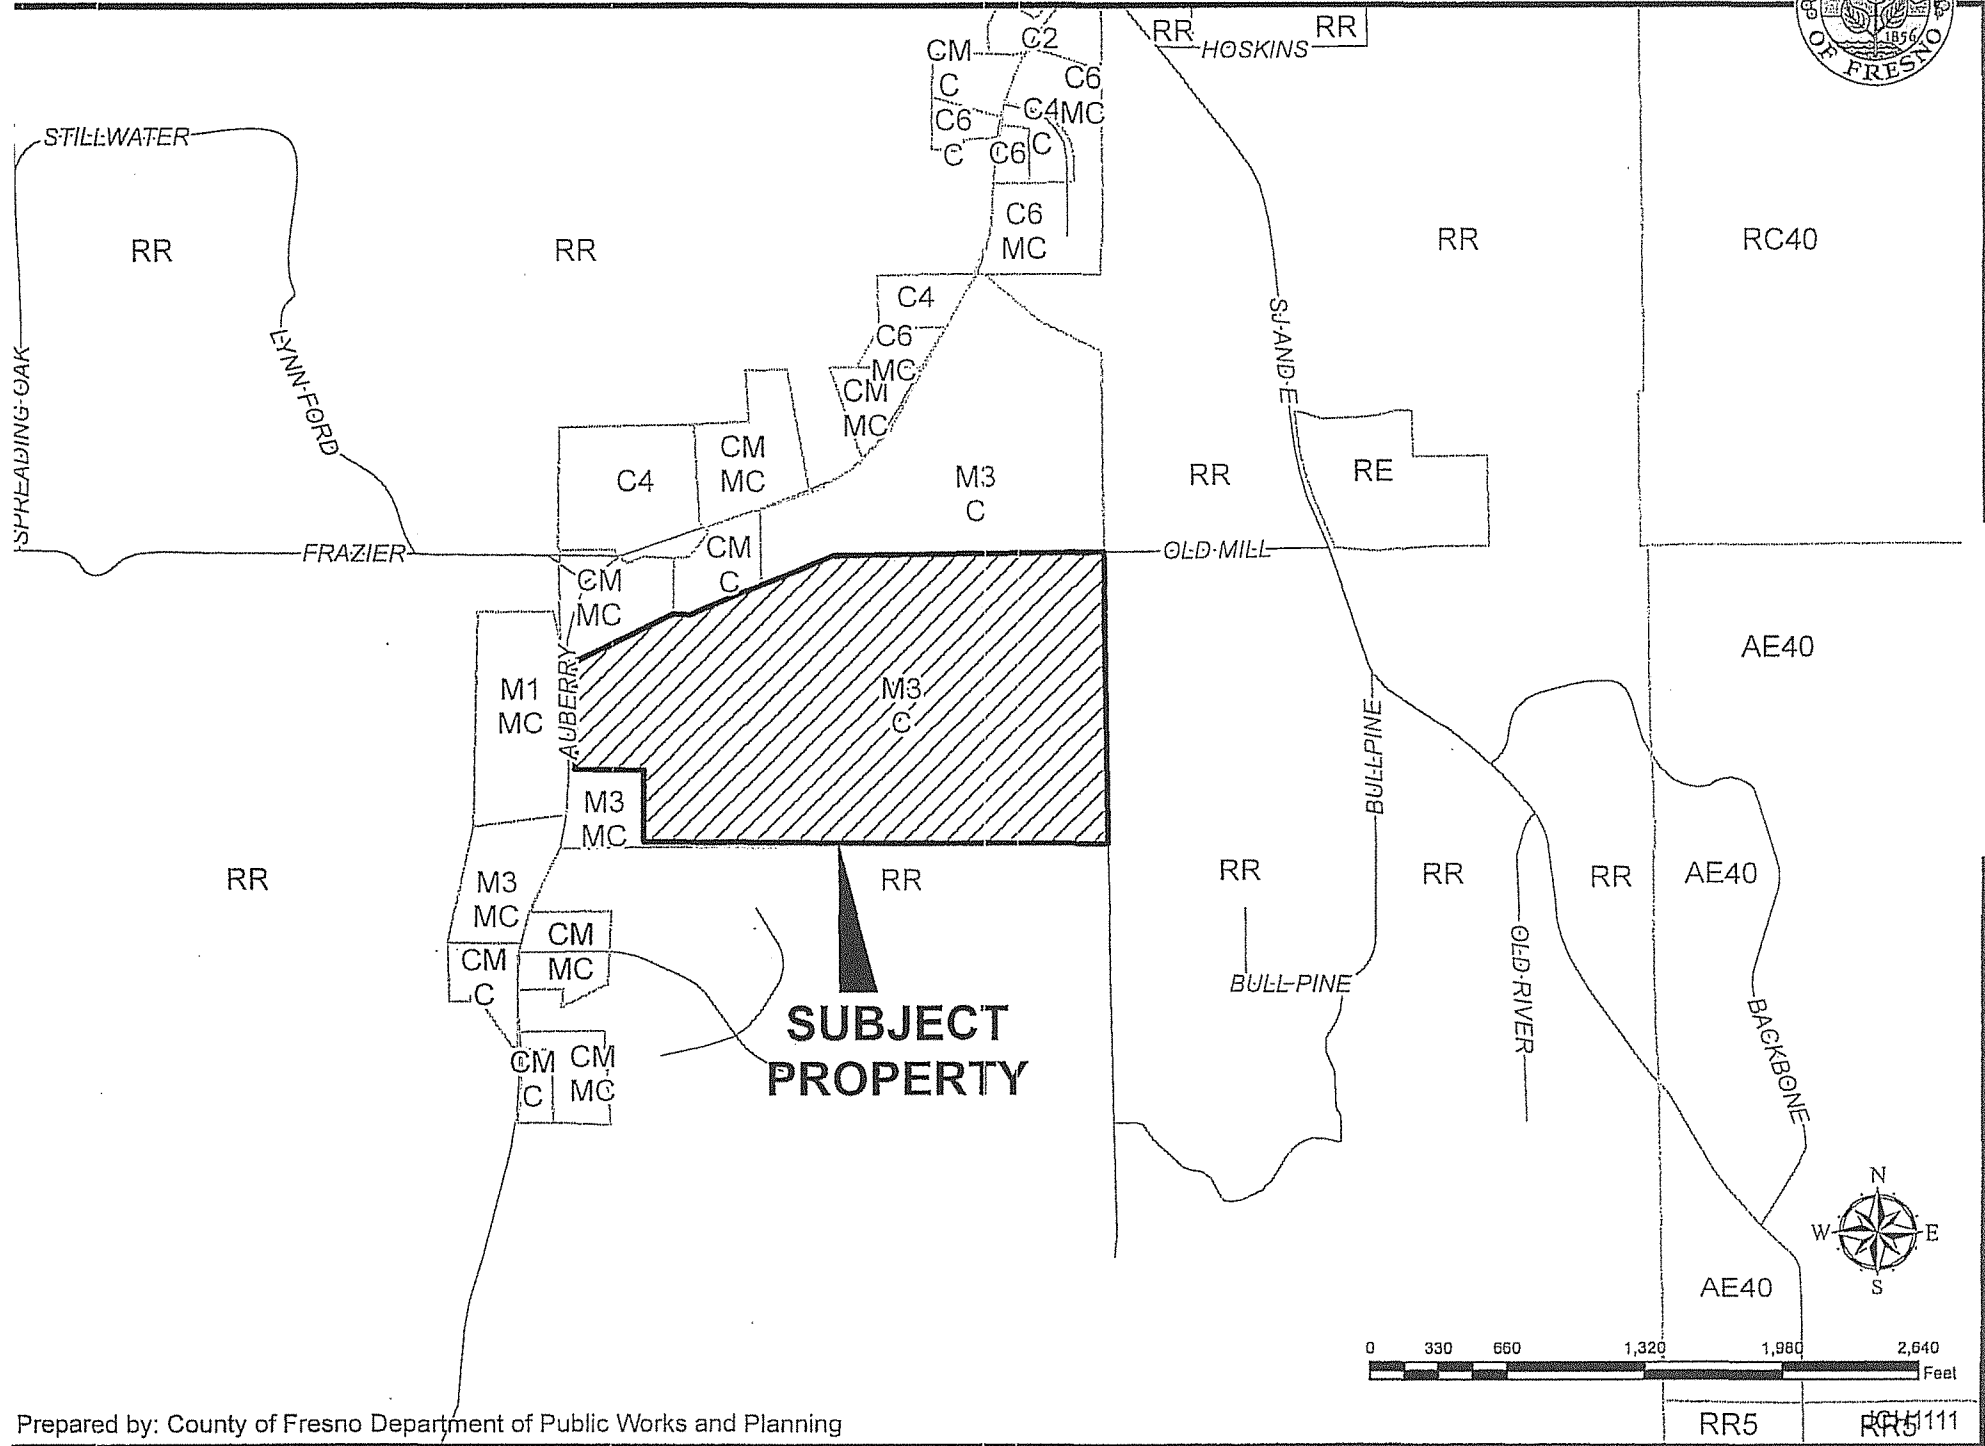 RR
HOSKINS
RR
1856
OF FRESNO
CM
C
C2
C6
MC
C4
C
C6
C
C6
C6
MC
STILLWATER
RR
RR
RR
RC40
SPREADING OAK
LYNN FORD
SJ AND E
C4
C6
MC
CM
MC
C4
CM
MC
M3
C
RR
RE
FRAZIER
CM
C
OLD MILL
CM
MC
AE40
M1
MC
AUBERRY
M3
C
BULLPINE
M3
MC
RR
M3
MC
RR
RR
RR
RR
AE40
CM
MC
CM
C
BULL PINE
OLD RIVER
BACKBONE
SUBJECT
PROPERTY
CM
C
CM
MC
N
W
E
S
AE40
0 330 660 1,320 1,980 2,640
Feet
RR5
RR5
Prepared by: County of Fresno Department of Public Works and Planning